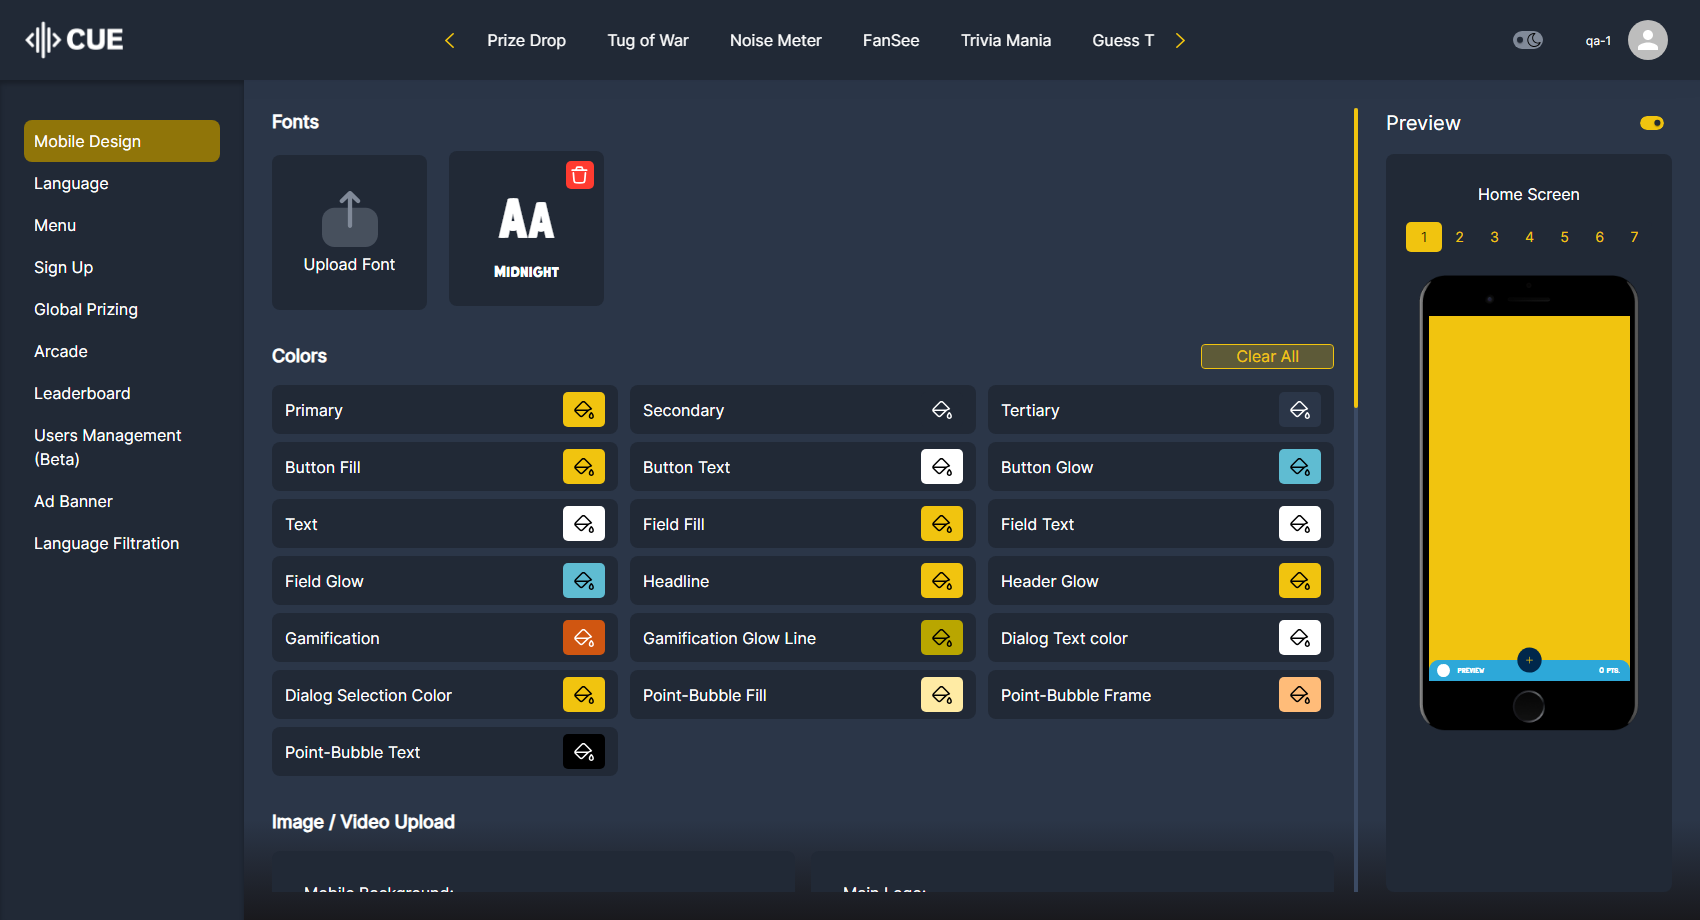 CUE
Prize Drop
Tug of War
Noise Meter
FanSee
Trivia Mania
Guess T
qa-1
Mobile Design
Language
Menu
Sign Up
Global Prizing
Arcade
Leaderboard
Users Management
(Beta)
Ad Banner
Language Filtration
Fonts
Upload Font
AA
MIDNIGHT
Colors
Clear All
Primary
Secondary
Tertiary
Button Fill
Button Text
Button Glow
Text
Field Fill
Field Text
Field Glow
Headline
Header Glow
Gamification
Gamification Glow Line
Dialog Text color
Dialog Selection Color
Point-Bubble Fill
Point-Bubble Frame
Point-Bubble Text
Image / Video Upload
Mobile Background:
Main Logo:
Preview
Home Screen
1 2 3 4 5 6 7
+
PREVIEW
0 PTS.